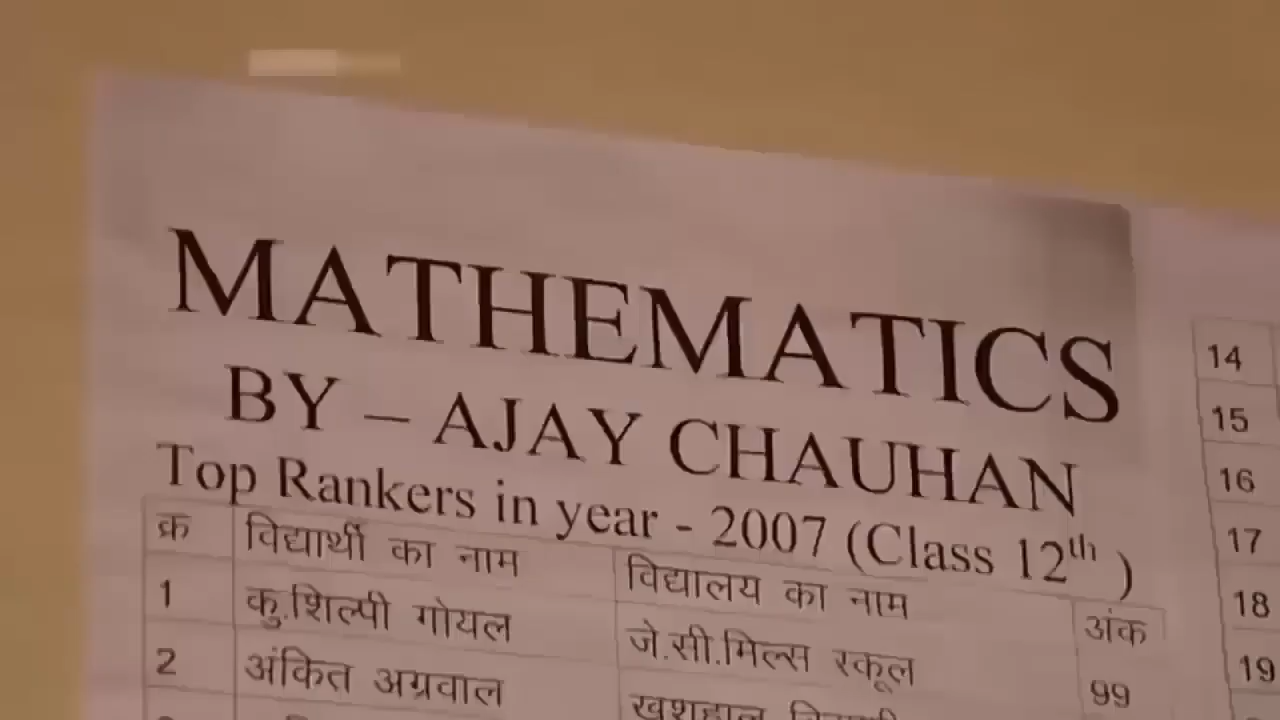 MATHEMATICS
BY – AJAY CHAUHAN
Top Rankers in year - 2007 (Class 12th )
क्र विद्यार्थी का नाम विद्यालय का नाम अंक
1 कु.शिल्पी गोयल जे.सी.मिल्स स्कूल 99
2 अंकित अग्रवाल
14
15
16
17
18
19